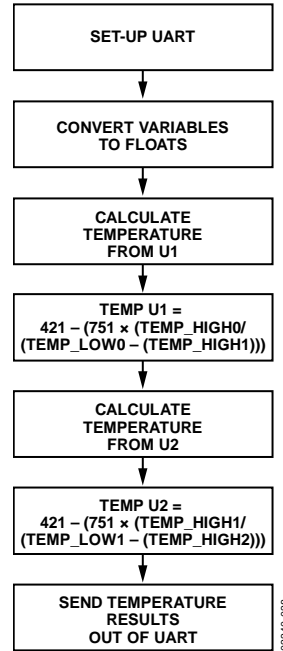 SET-UP UART
CONVERT VARIABLES
TO FLOATS
CALCULATE
TEMPERATURE
FROM U1
TEMP U1 =
421 – (751 × (TEMP_HIGH0/
(TEMP_LOW0 – (TEMP_HIGH1)))
CALCULATE
TEMPERATURE
FROM U2
TEMP U2 =
421 – (751 × (TEMP_HIGH1/
(TEMP_LOW1 – (TEMP_HIGH2)))
SEND TEMPERATURE
RESULTS
OUT OF UART